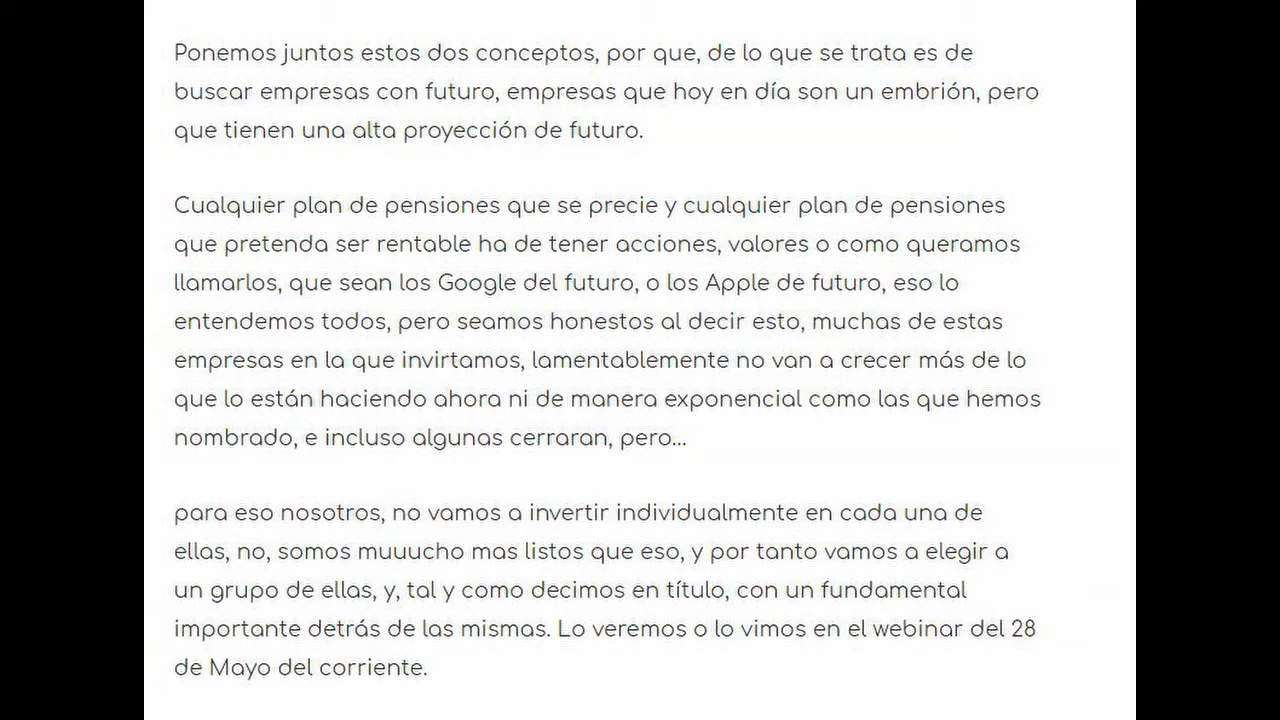 Ponemos juntos estos dos conceptos, por que, de lo que se trata es de
buscar empresas con futuro, empresas que hoy en día son un embrión, pero
que tienen una alta proyección de futuro.
Cualquier plan de pensiones que se precie y cualquier plan de pensiones
que pretenda ser rentable ha de tener acciones, valores o como queramos
llamarlos, que sean los Google del futuro, o los Apple de futuro, eso lo
entendemos todos, pero seamos honestos al decir esto, muchas de estas
empresas en la que invirtamos, lamentablemente no van a crecer más de lo
que lo están haciendo ahora ni de manera exponencial como las que hemos
nombrado, e incluso algunas cerraran, pero...
para eso nosotros, no vamos a invertir individualmente en cada una de
ellas, no, somos muuucho mas listos que eso, y por tanto vamos a elegir a
un grupo de ellas, y, tal y como decimos en título, con un fundamental
importante detrás de las mismas. Lo veremos o lo vimos en el webinar del 28
de Mayo del corriente.